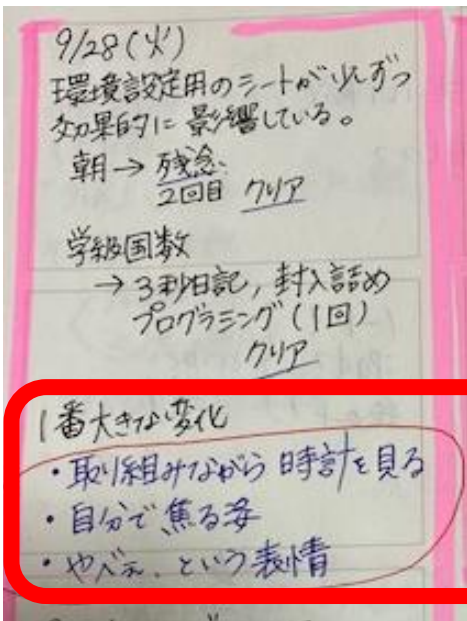 9/28(火)
環境設定用のシートが少しずつ
効果的に影響している。
朝→残念、
2回目 クリア
学級国数
→3秒日記,封入詰め
プログラミング(1回)
クリア
1番大きな変化
・取り組みながら時計を見る
・自分で焦る姿
・やべぇ、という表情